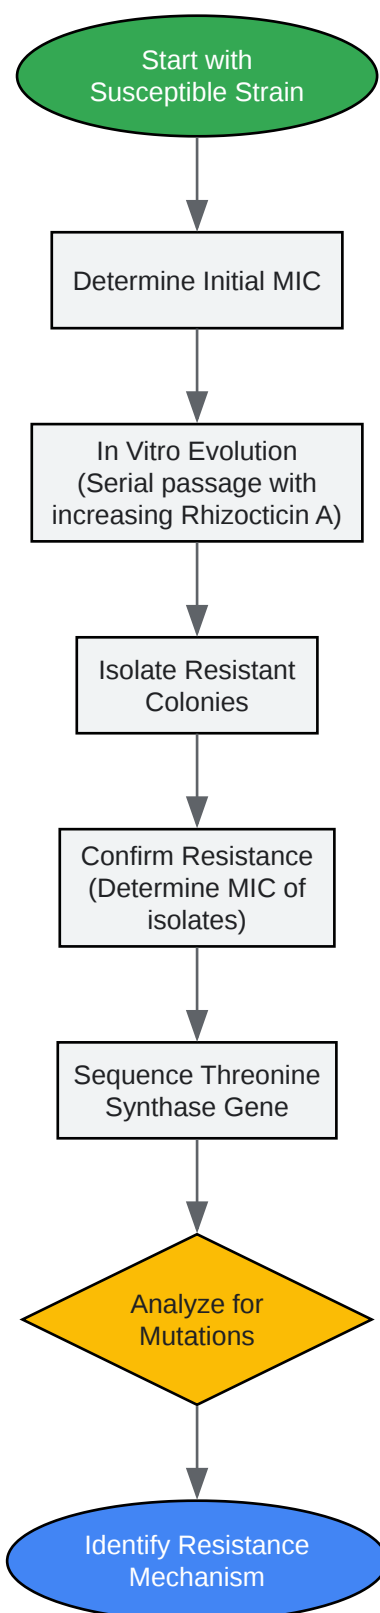 Start with
Susceptible Strain
Determine Initial MIC
In Vitro Evolution
(Serial passage with
increasing Rhizocticin A)
Isolate Resistant
Colonies
Confirm Resistance
(Determine MIC of
isolates)
Sequence Threonine
Synthase Gene
Analyze for
Mutations
Identify Resistance
Mechanism